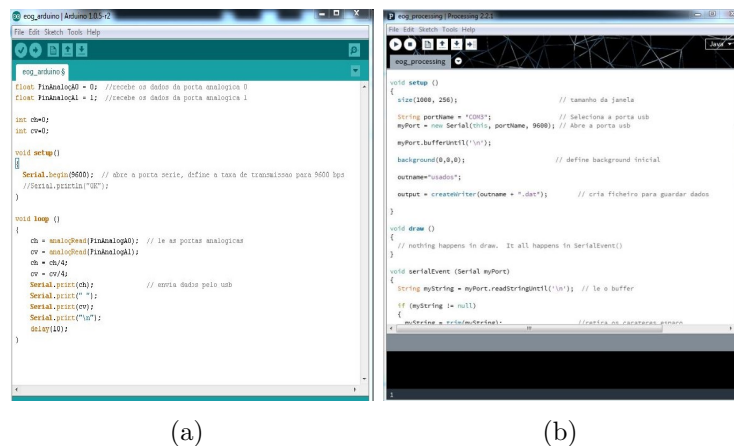 eog_arduino | Arduino 1.0.5-r2
File Edit Sketch Tools Help
eog_arduino §
float PinAnalogA0 = 0; //recebe os dados da porta analogica 0
float PinAnalogA1 = 1; //recebe os dados da porta analogica 1
int ch=0;
int cv=0;
void setup()
{
Serial.begin(9600); // abre a porta serie, define a taxa de transmissao para 9600 bps
//Serial.println("OK");
}
void loop ()
{
ch = analogRead(PinAnalogA0); // le as portas analogicas
cv = analogRead(PinAnalogA1);
ch = ch/4;
cv = cv/4;
Serial.print(ch); // envia dados pelo usb
Serial.print(" ");
Serial.print(cv);
Serial.print("\n");
delay(10);
}
(a)
eog_processing | Processing 2.2.1
File Edit Sketch Tools Help
Java
eog_processing
void setup ()
{
size(1000, 256); // tamanho da janela
String portName = "COM3"; // Seleciona a porta usb
myPort = new Serial(this, portName, 9600); // Abre a porta usb
myPort.bufferUntil('\n');
background(0,0,0); // define background inicial
outname="usados";
output = createWriter(outname + ".dat"); // cria ficheiro para guardar dados
}
void draw ()
{
// nothing happens in draw. It all happens in SerialEvent()
}
void serialEvent (Serial myPort)
{
String myString = myPort.readStringUntil('\n'); // le o buffer
if (myString != null)
{
myString = trim(myString); //retira os caracteres espaço
1
(b)